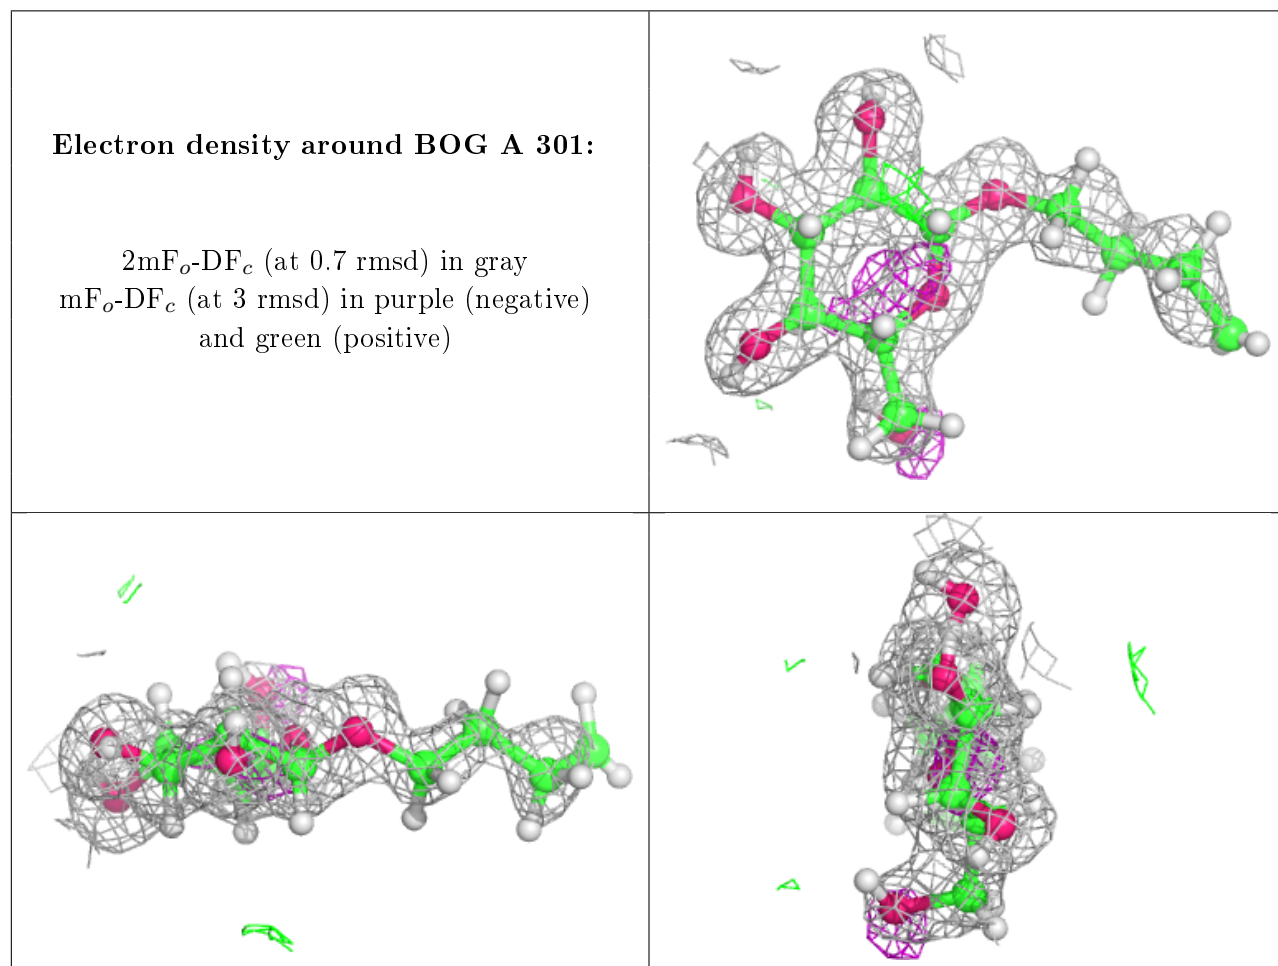 Electron density around BOG A 301:
2mFo-DFc (at 0.7 rmsd) in gray
mFo-DFc (at 3 rmsd) in purple (negative)
and green (positive)